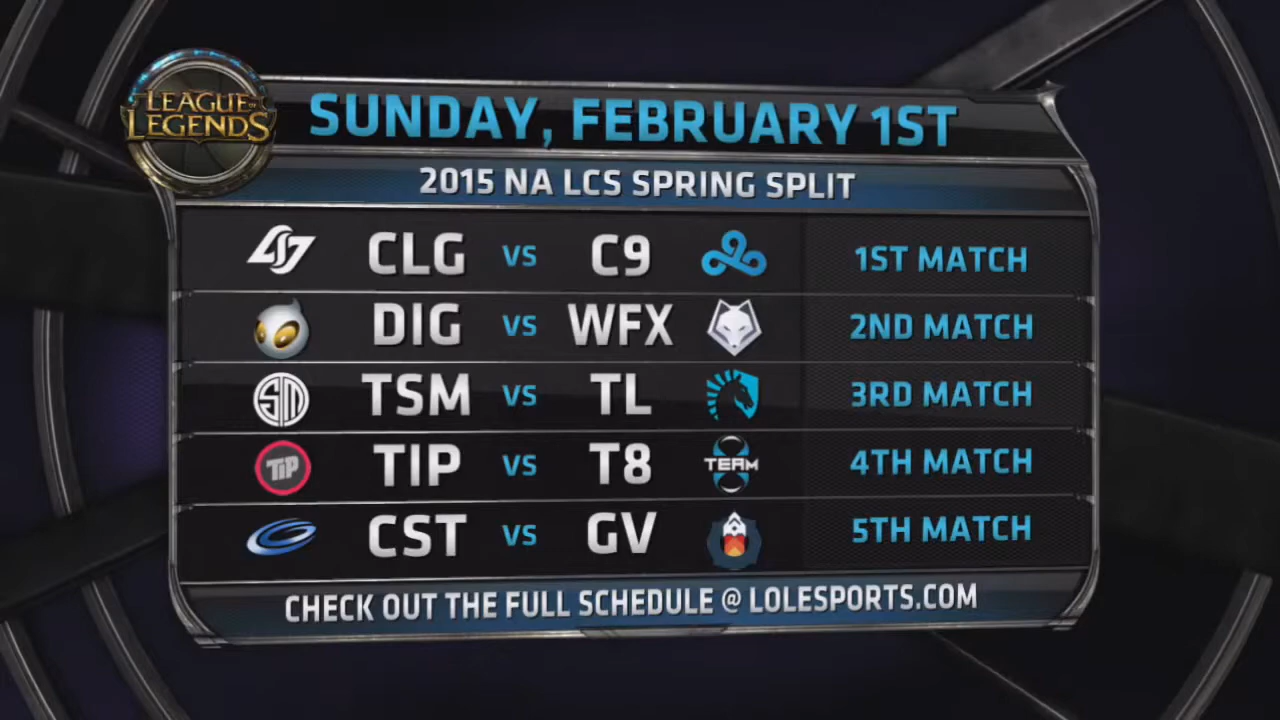 LEAGUE OF LEGENDS
SUNDAY, FEBRUARY 1ST
2015 NA LCS SPRING SPLIT
CLG VS C9 1ST MATCH
DIG VS WFX 2ND MATCH
TSM VS TL 3RD MATCH
TIP TIP VS T8 TEAM 4TH MATCH
CST VS GV 5TH MATCH
CHECK OUT THE FULL SCHEDULE @ LOLESPORTS.COM